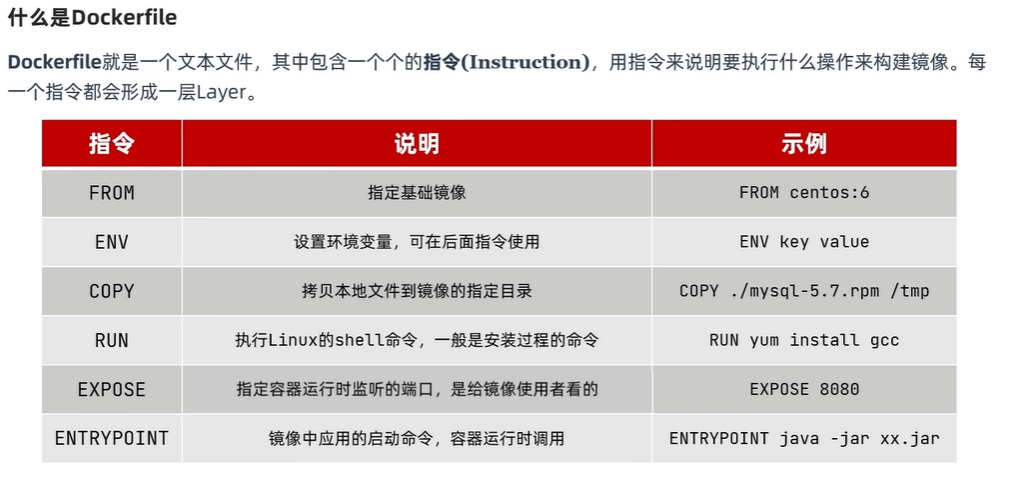 什么是Dockerfile
Dockerfile就是一个文本文件，其中包含一个个的指令(Instruction)，用指令来说明要执行什么操作来构建镜像。每
一个指令都会形成一层Layer。
指令 说明 示例
FROM 指定基础镜像 FROM centos:6
ENV 设置环境变量，可在后面指令使用 ENV key value
COPY 拷贝本地文件到镜像的指定目录 COPY ./mysql-5.7.rpm /tmp
RUN 执行Linux的shell命令，一般是安装过程的命令 RUN yum install gcc
EXPOSE 指定容器运行时监听的端口，是给镜像使用者看的 EXPOSE 8080
ENTRYPOINT 镜像中应用的启动命令，容器运行时调用 ENTRYPOINT java -jar xx.jar